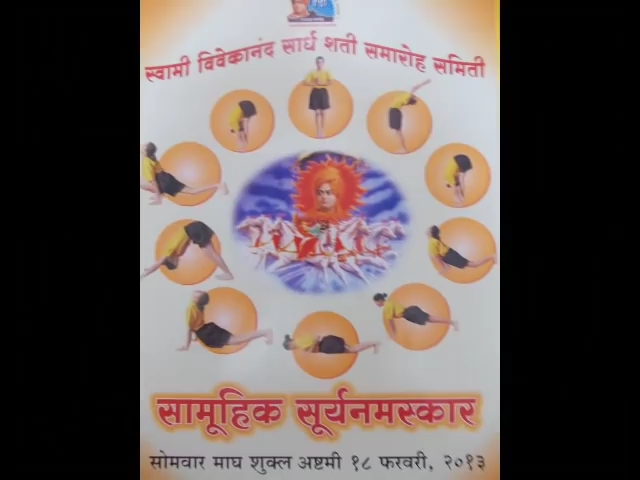 स्वामी विवेकानंद सार्ध शती समारोह समिती
सामूहिक सूर्यनमस्कार
सोमवार माघ शुक्ल अष्टमी १८ फरवरी, २०१३